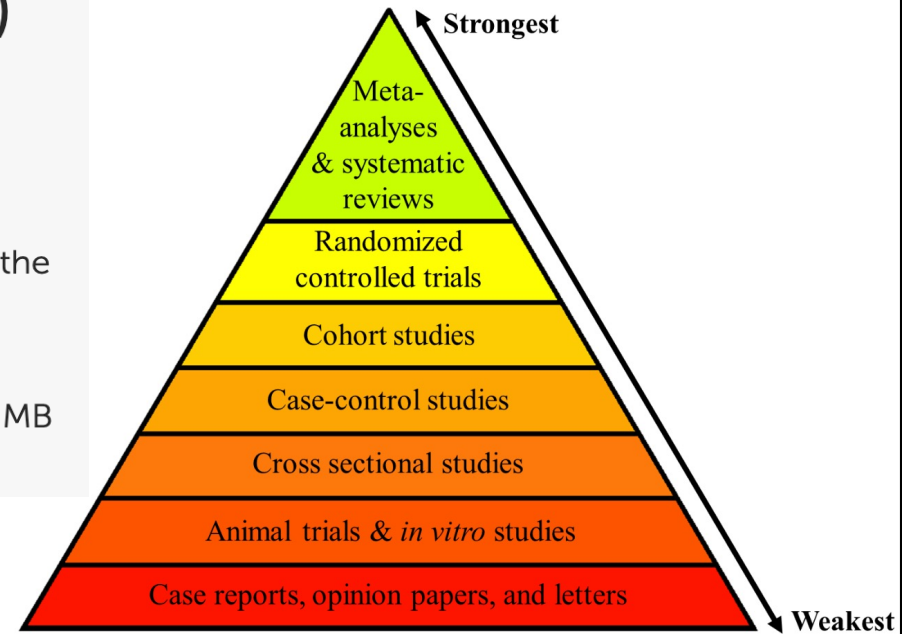 )
the
MB
Strongest
Meta-
analyses
& systematic
reviews
Randomized
controlled trials
Cohort studies
Case-control studies
Cross sectional studies
Animal trials & in vitro studies
Case reports, opinion papers, and letters
Weakest